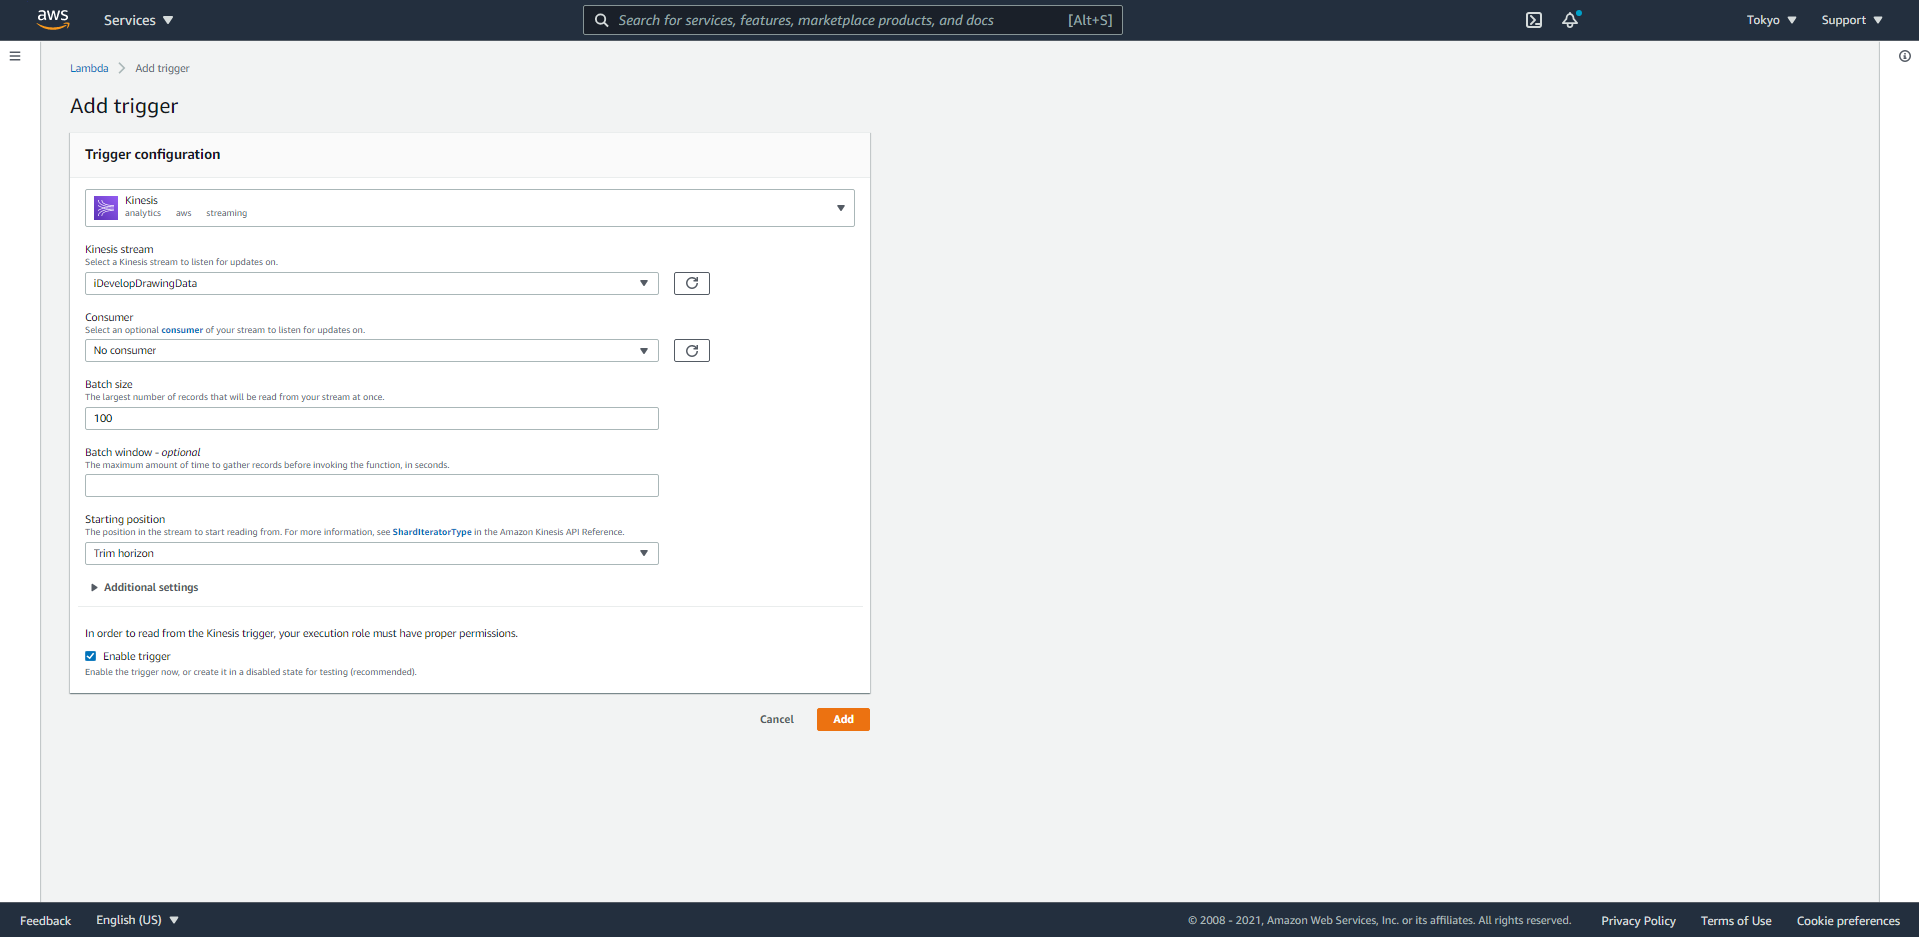 aws
Services
Search for services, features, marketplace products, and docs [Alt+S]
Tokyo
Support
Lambda
Add trigger
Add trigger
Trigger configuration
Kinesis
analytics aws streaming
Kinesis stream
Select a Kinesis stream to listen for updates on.
iDevelopDrawingData
Consumer
Select an optional consumer of your stream to listen for updates on.
No consumer
Batch size
The largest number of records that will be read from your stream at once.
100
Batch window - optional
The maximum amount of time to gather records before invoking the function, in seconds.
Starting position
The position in the stream to start reading from. For more information, see ShardIteratorType in the Amazon Kinesis API Reference.
Trim horizon
Additional settings
In order to read from the Kinesis trigger, your execution role must have proper permissions.
Enable trigger
Enable the trigger now, or create it in a disabled state for testing (recommended).
Cancel
Add
Feedback
English (US)
© 2008 - 2021, Amazon Web Services, Inc. or its affiliates. All rights reserved.
Privacy Policy
Terms of Use
Cookie preferences